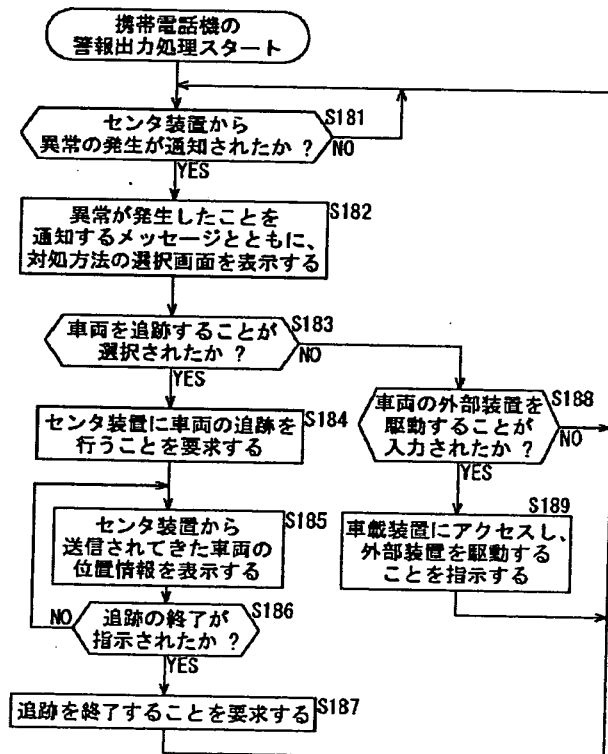 携帯電話機の
警報出力処理スタート
センタ装置から
異常の発生が通知されたか ?
S181
NO
YES
異常が発生したことを
通知するメッセージとともに、
対処方法の選択画面を表示する
S182
車両を追跡することが
選択されたか ?
S183
NO
YES
センタ装置に車両の追跡を
行うことを要求する
S184
車両の外部装置を
駆動することが
入力されたか ?
S188
NO
YES
センタ装置から
送信されてきた車両の
位置情報を表示する
S185
車載装置にアクセスし、
外部装置を駆動する
ことを指示する
S189
追跡の終了が
指示されたか ?
S186
NO
YES
追跡を終了することを要求する
S187